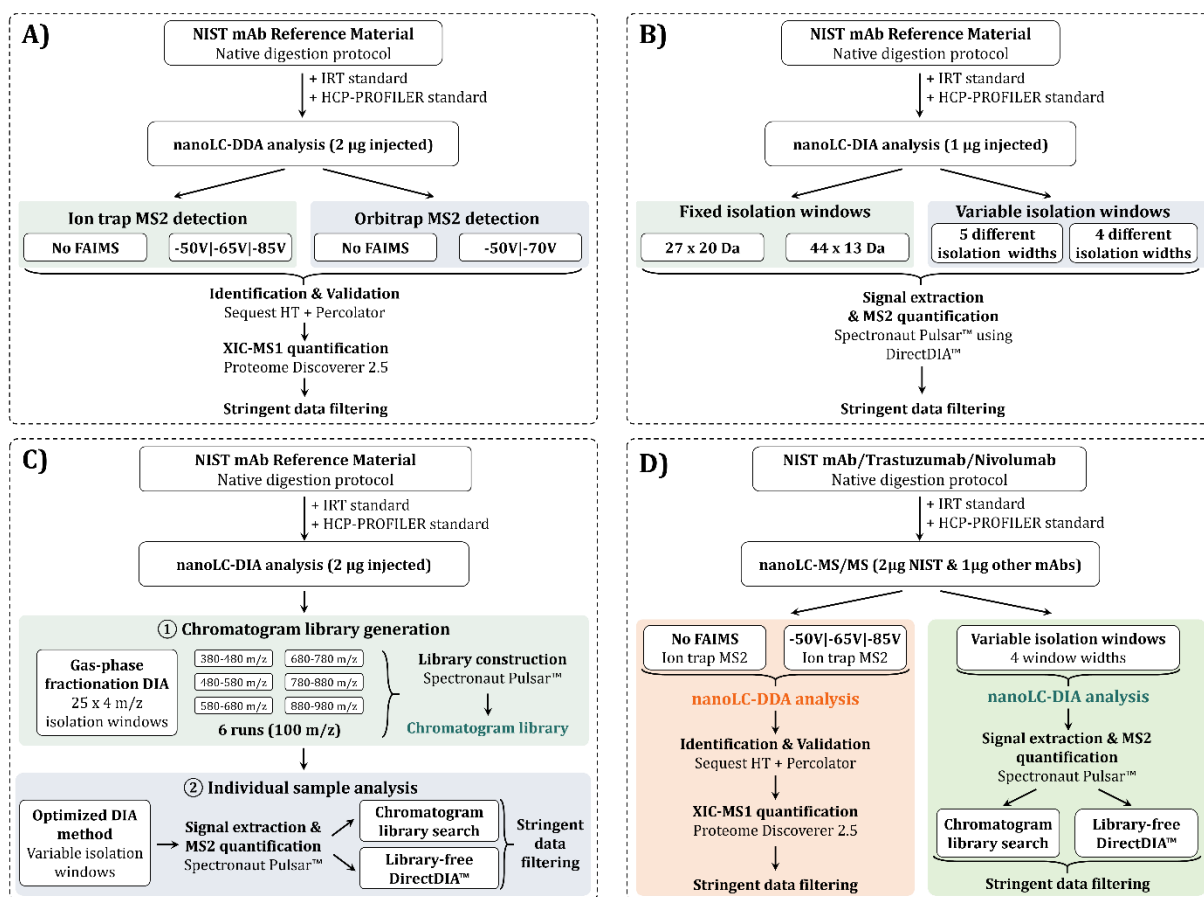 A)
NIST mAb Reference Material
Native digestion protocol
+ IRT standard
+ HCP-PROFILER standard
nanoLC-DDA analysis (2 µg injected)
Ion trap MS2 detection
No FAIMS
-50V|-65V|-85V
Orbitrap MS2 detection
No FAIMS
-50V|-70V
Identification & Validation
Sequest HT + Percolator
XIC-MS1 quantification
Proteome Discoverer 2.5
Stringent data filtering
B)
NIST mAb Reference Material
Native digestion protocol
+ IRT standard
+ HCP-PROFILER standard
nanoLC-DIA analysis (1 µg injected)
Fixed isolation windows
27 x 20 Da
44 x 13 Da
Variable isolation windows
5 different
isolation widths
4 different
isolation widths
Signal extraction
& MS2 quantification
Spectronaut Pulsar™ using
DirectDIA™
Stringent data filtering
C)
NIST mAb Reference Material
Native digestion protocol
+ IRT standard
+ HCP-PROFILER standard
nanoLC-DIA analysis (2 µg injected)
① Chromatogram library generation
Gas-phase
fractionation DIA
25 x 4 m/z
isolation windows
380-480 m/z
480-580 m/z
580-680 m/z
680-780 m/z
780-880 m/z
880-980 m/z
6 runs (100 m/z)
Library construction
Spectronaut Pulsar™
Chromatogram library
② Individual sample analysis
Optimized DIA
method
Variable isolation
windows
Signal extraction &
MS2 quantification
Spectronaut Pulsar™
Chromatogram
library search
Library-free
DirectDIA™
Stringent
data
filtering
D)
NIST mAb/Trastuzumab/Nivolumab
Native digestion protocol
+ IRT standard
+ HCP-PROFILER standard
nanoLC-MS/MS (2µg NIST & 1µg other mAbs)
No FAIMS
Ion trap MS2
-50V|-65V|-85V
Ion trap MS2
nanoLC-DDA analysis
Identification & Validation
Sequest HT + Percolator
XIC-MS1 quantification
Proteome Discoverer 2.5
Stringent data filtering
Variable isolation windows
4 window widths
nanoLC-DIA analysis
Signal extraction & MS2
quantification
Spectronaut Pulsar™
Chromatogram
library search
Library-free
DirectDIA™
Stringent data filtering